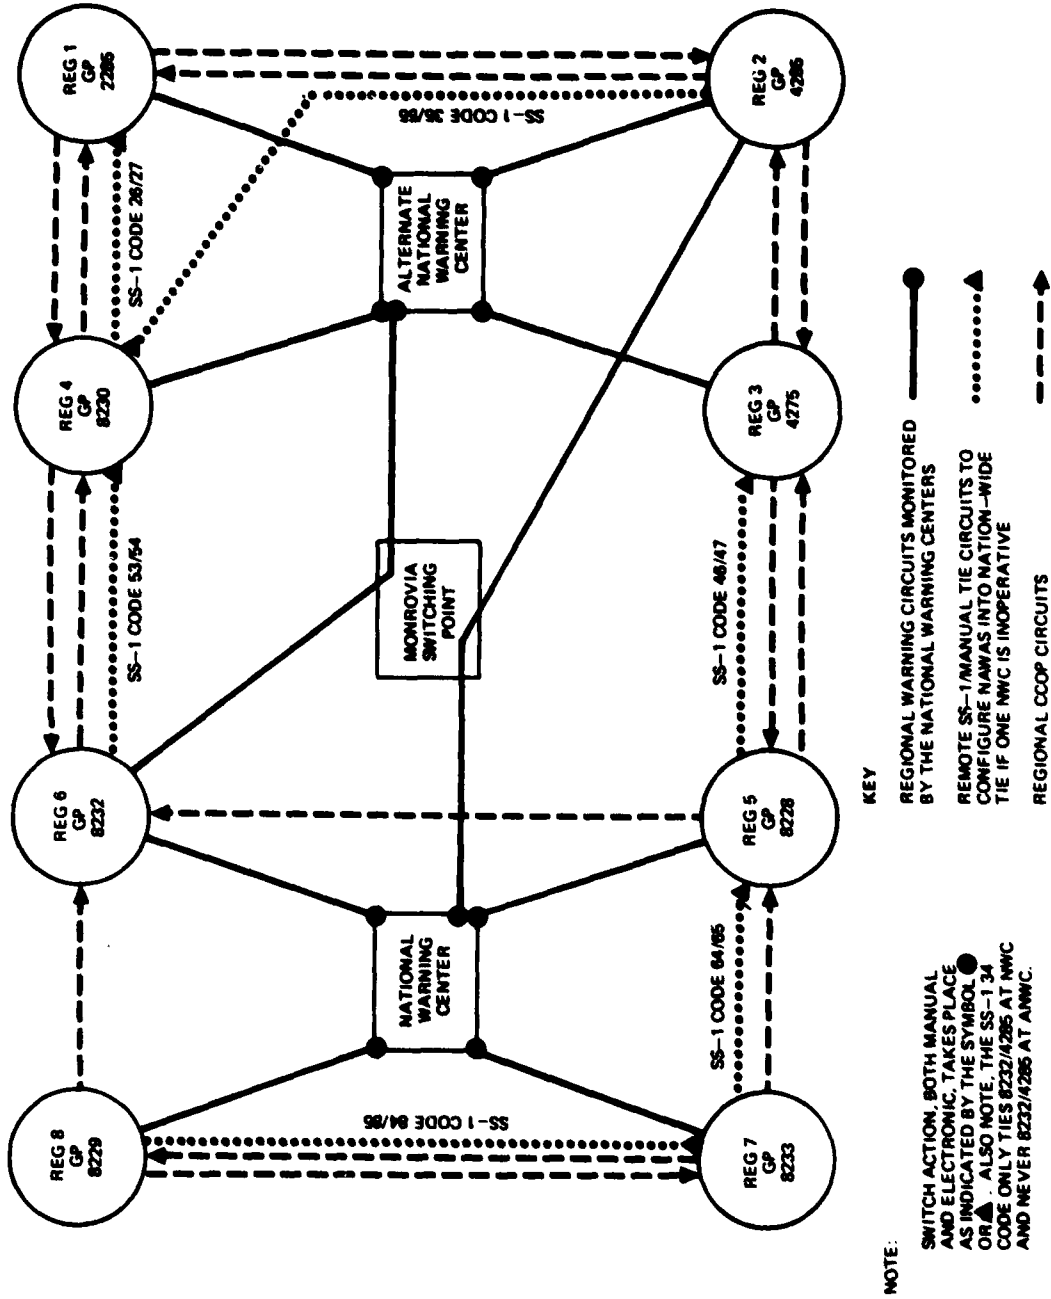 REG 8
GP
8229
REG 6
GP
8232
REG 4
GP
8230
REG 1
GP
2285
SS-1 CODE 53/54
SS-1 CODE 26/27
SS-1 CODE 84/85
NATIONAL
WARNING
CENTER
MONROVIA
SWITCHING
POINT
ALTERNATE
NATIONAL
WARNING
CENTER
SS-1 CODE
SS-1 CODE 64/65
SS-1 CODE 46/47
REG 7
GP
8233
REG 5
GP
8228
REG 3
GP
4275
REG 2
GP
4285
KEY
REGIONAL WARNING CIRCUITS MONITORED
BY THE NATIONAL WARNING CENTERS
REMOTE SS-1/MANUAL TIE CIRCUITS TO
CONFIGURE NAWAS INTO NATION-WIDE
TIE IF ONE NWC IS INOPERATIVE
REGIONAL CCOP CIRCUITS
NOTE:
SWITCH ACTION, BOTH MANUAL
AND ELECTRONIC, TAKES PLACE
AS INDICATED BY THE SYMBOL ●
OR ▲. ALSO NOTE, THE SS-1 34
CODE ONLY TIES 8232/4285 AT NWC
AND NEVER 8232/4285 AT ANWC.